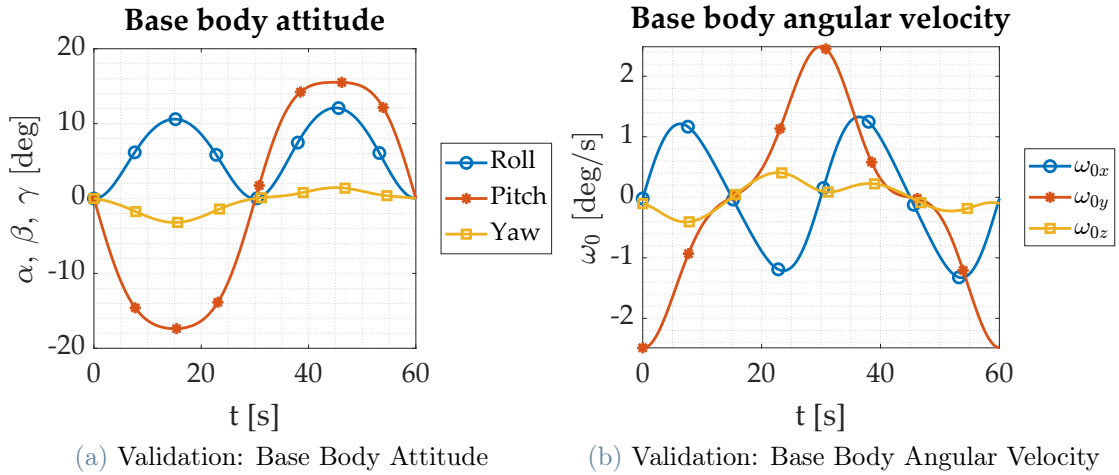 Base body attitude
20
10
0
-10
-20
α, β, γ [deg]
0
20
40
60
t [s]
Roll
Pitch
Yaw
(a) Validation: Base Body Attitude
Base body angular velocity
2
1
0
-1
-2
ω0 [deg/s]
0
20
40
60
t [s]
ω0x
ω0y
ω0z
(b) Validation: Base Body Angular Velocity